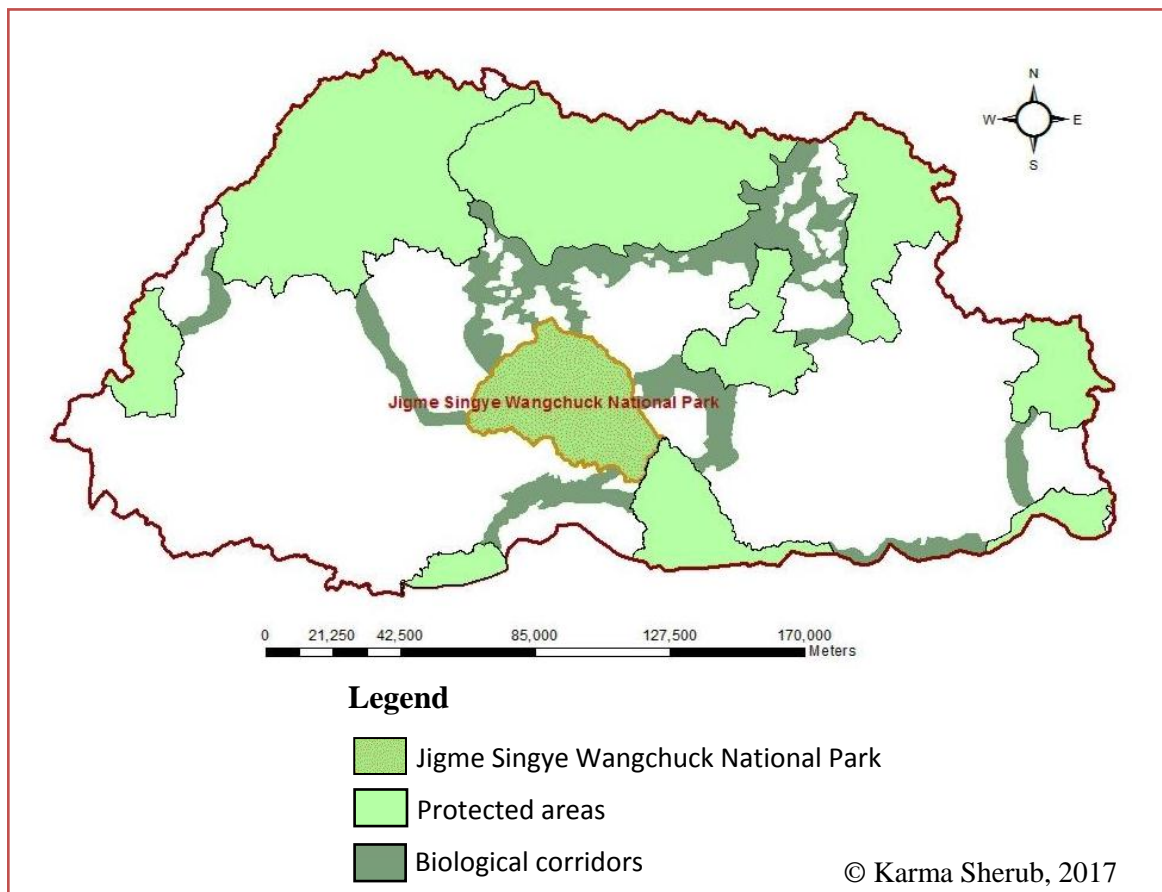 N
W E
S
Jigme Singye Wangchuck National Park
0 21,250 42,500 85,000 127,500 170,000
Meters
Legend
Jigme Singye Wangchuck National Park
Protected areas
Biological corridors
© Karma Sherub, 2017